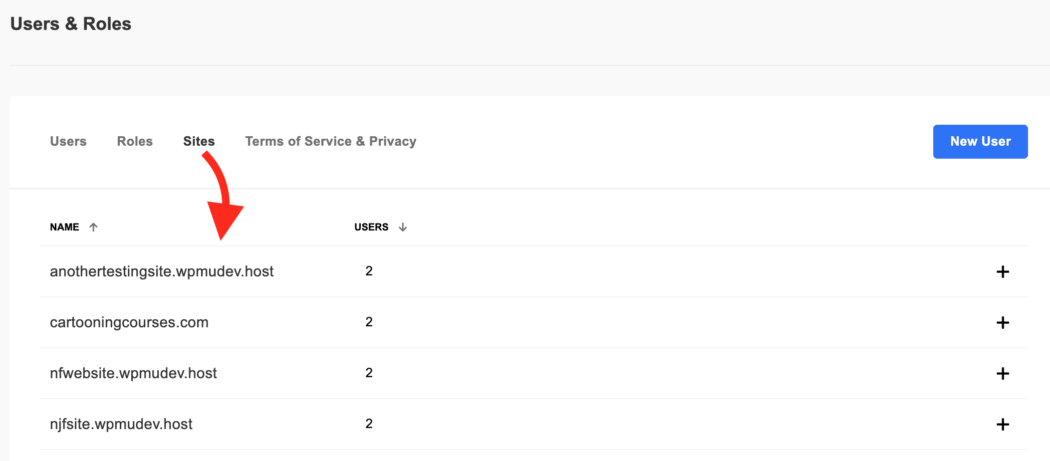 Users & Roles
Users Roles Sites Terms of Service & Privacy New User
NAME USERS
anothertestingsite.wpmudev.host 2
cartooningcourses.com 2
nfwebsite.wpmudev.host 2
njfsite.wpmudev.host 2